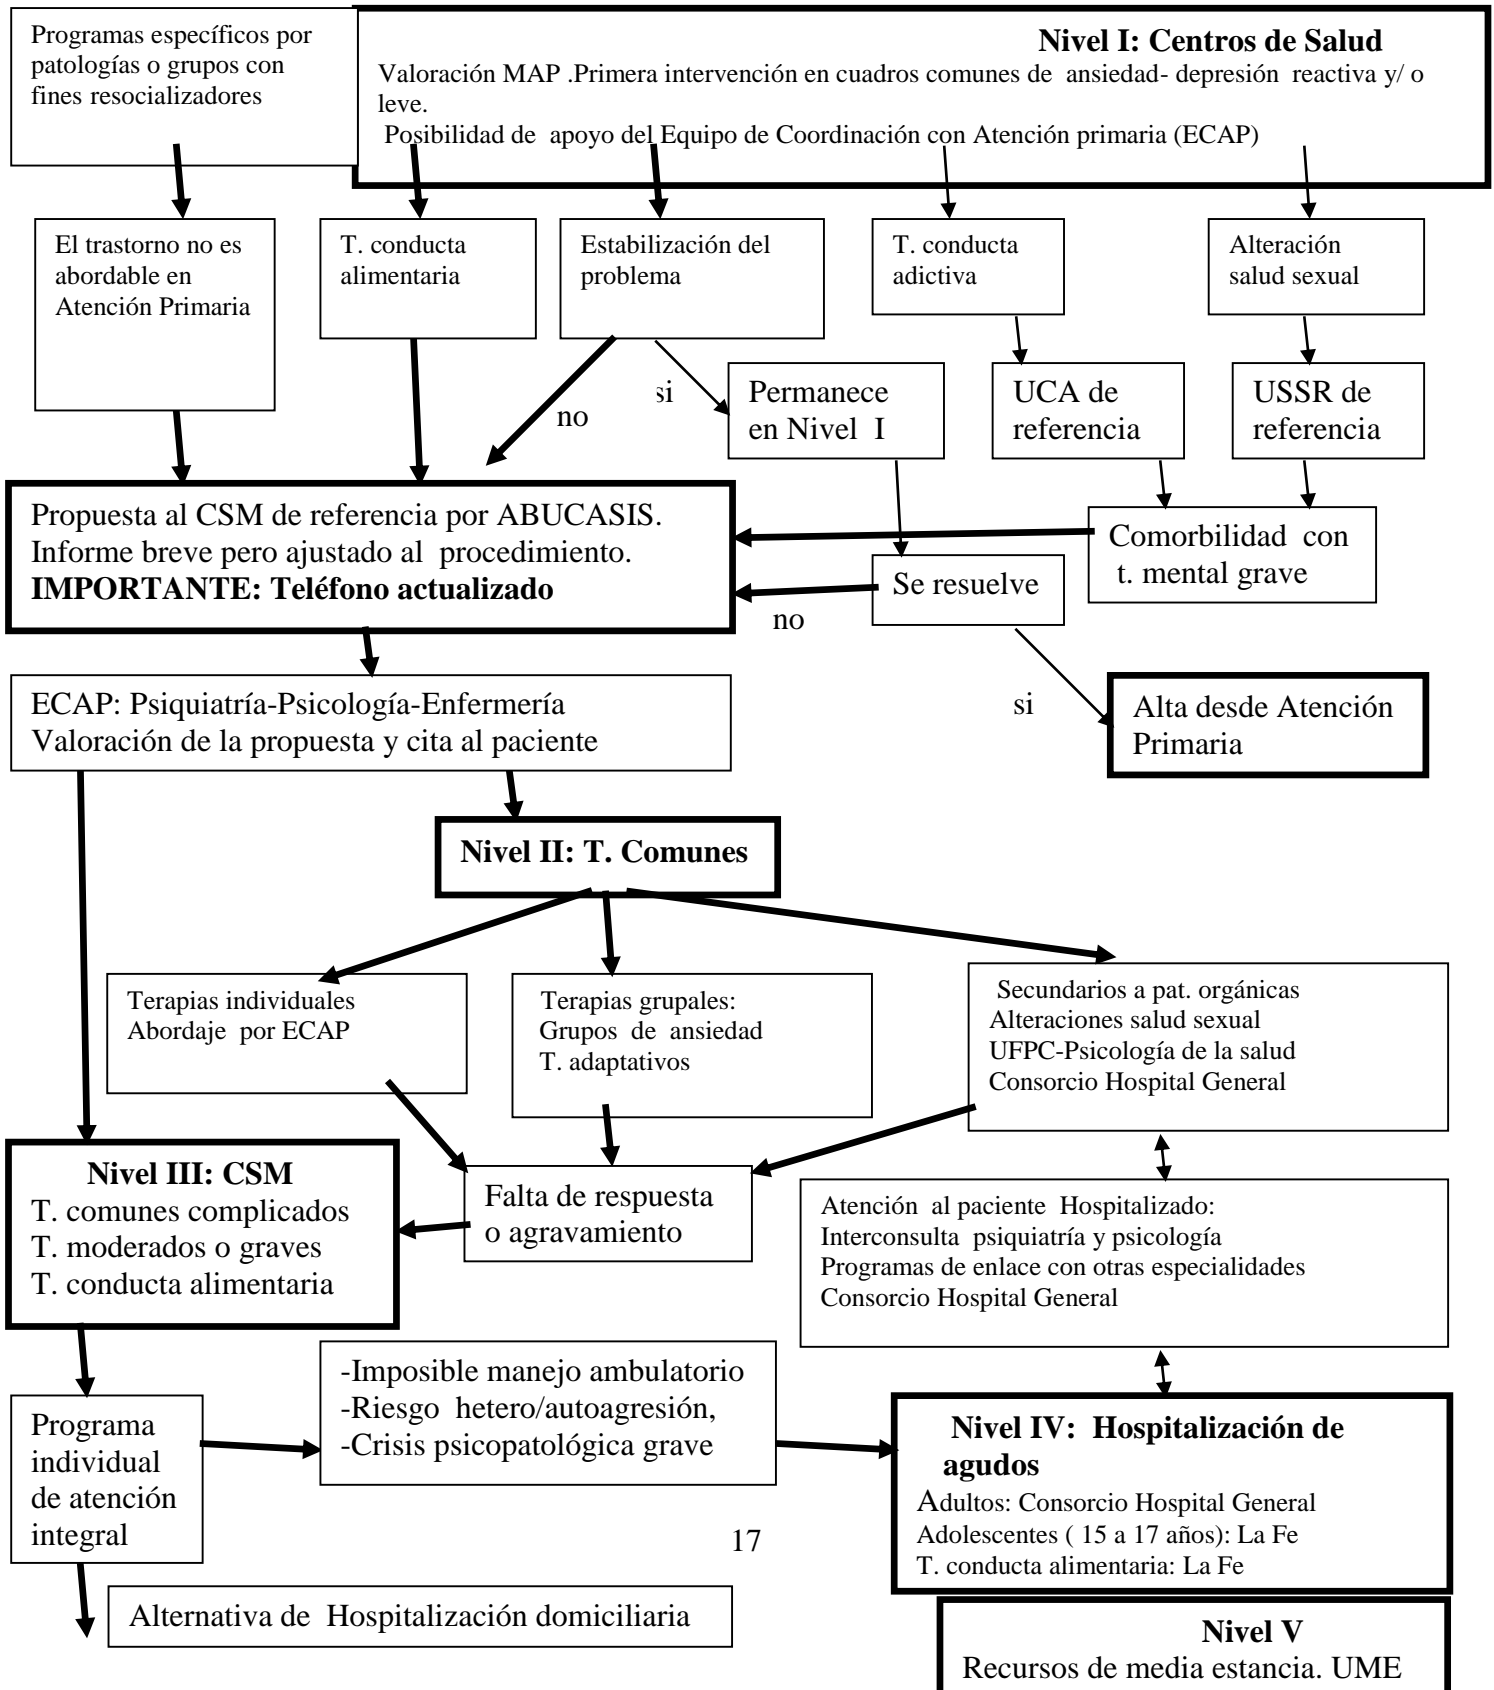 Programas específicos por
patologías o grupos con
fines resocializadores
Nivel I: Centros de Salud
Valoración MAP .Primera intervención en cuadros comunes de ansiedad- depresión reactiva y/ o
leve.
Posibilidad de apoyo del Equipo de Coordinación con Atención primaria (ECAP)
El trastorno no es
abordable en
Atención Primaria
T. conducta
alimentaria
Estabilización del
problema
T. conducta
adictiva
Alteración
salud sexual
no
si
Permanece
en Nivel I
UCA de
referencia
USSR de
referencia
Propuesta al CSM de referencia por ABUCASIS.
Informe breve pero ajustado al procedimiento.
IMPORTANTE: Teléfono actualizado
Comorbilidad con
t. mental grave
Se resuelve
no
si
Alta desde Atención
Primaria
ECAP: Psiquiatría-Psicología-Enfermería
Valoración de la propuesta y cita al paciente
Nivel II: T. Comunes
Terapias individuales
Abordaje por ECAP
Terapias grupales:
Grupos de ansiedad
T. adaptativos
Secundarios a pat. orgánicas
Alteraciones salud sexual
UFPC-Psicología de la salud
Consorcio Hospital General
Nivel III: CSM
T. comunes complicados
T. moderados o graves
T. conducta alimentaria
Falta de respuesta
o agravamiento
Atención al paciente Hospitalizado:
Interconsulta psiquiatría y psicología
Programas de enlace con otras especialidades
Consorcio Hospital General
Programa
individual
de atención
integral
-Imposible manejo ambulatorio
-Riesgo hetero/autoagresión,
-Crisis psicopatológica grave
Nivel IV: Hospitalización de
agudos
Adultos: Consorcio Hospital General
Adolescentes ( 15 a 17 años): La Fe
T. conducta alimentaria: La Fe
17
Alternativa de Hospitalización domiciliaria
Nivel V
Recursos de media estancia. UME